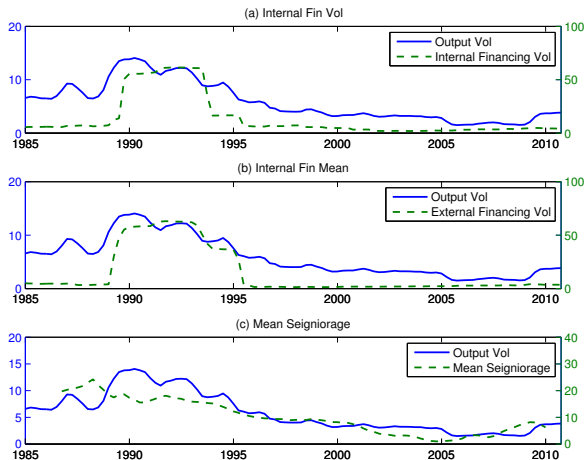 (a) Internal Fin Vol
20 100
Output Vol
Internal Financing Vol
10 50
0 0
1985 1990 1995 2000 2005 2010
(b) Internal Fin Mean
20 100
Output Vol
External Financing Vol
10 50
0 0
1985 1990 1995 2000 2005 2010
(c) Mean Seigniorage
20 40
Output Vol
Mean Seigniorage
15 30
10 20
5 10
0 0
1985 1990 1995 2000 2005 2010